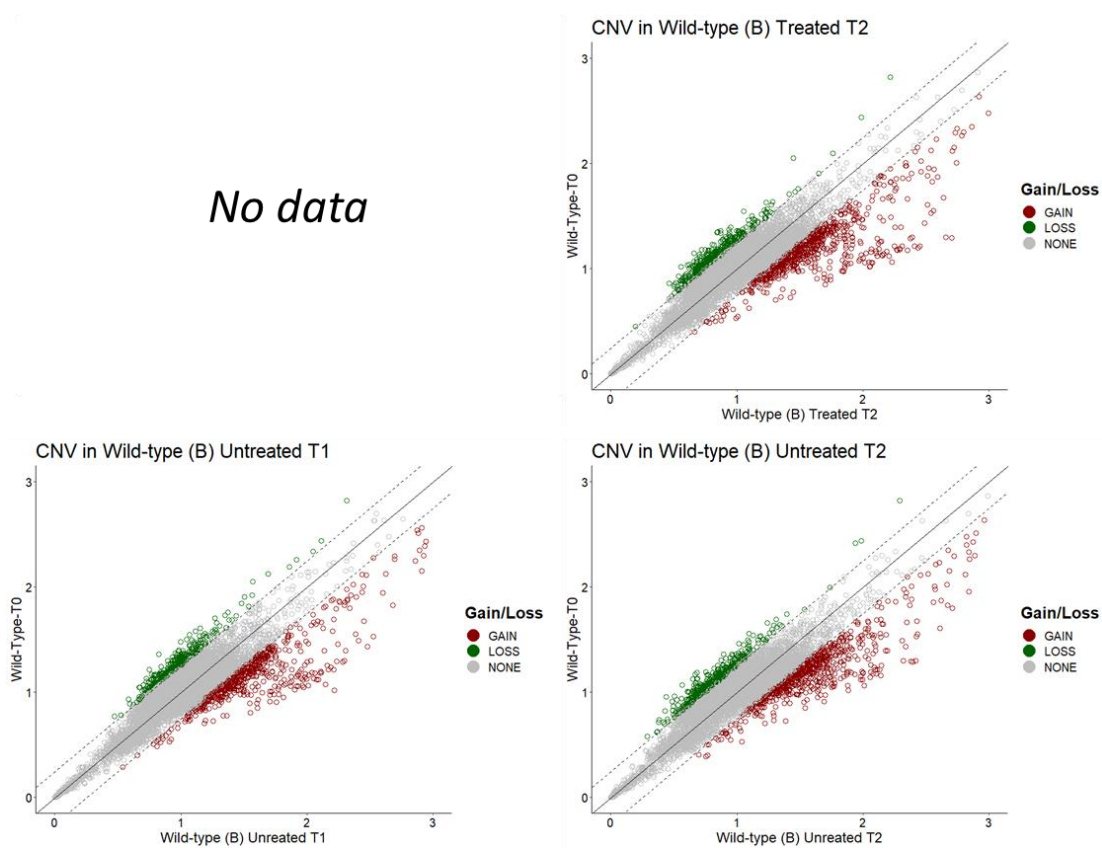 No data
CNV in Wild-type (B) Treated T2
Wild-Type-T0
3
2
1
0
0 1 2 3
Wild-type (B) Treated T2
Gain/Loss
GAIN
LOSS
NONE
CNV in Wild-type (B) Untreated T1
Wild-Type-T0
3
2
1
0
0 1 2 3
Wild-type (B) Untreated T1
Gain/Loss
GAIN
LOSS
NONE
CNV in Wild-type (B) Untreated T2
Wild-Type-T0
3
2
1
0
0 1 2 3
Wild-type (B) Untreated T2
Gain/Loss
GAIN
LOSS
NONE